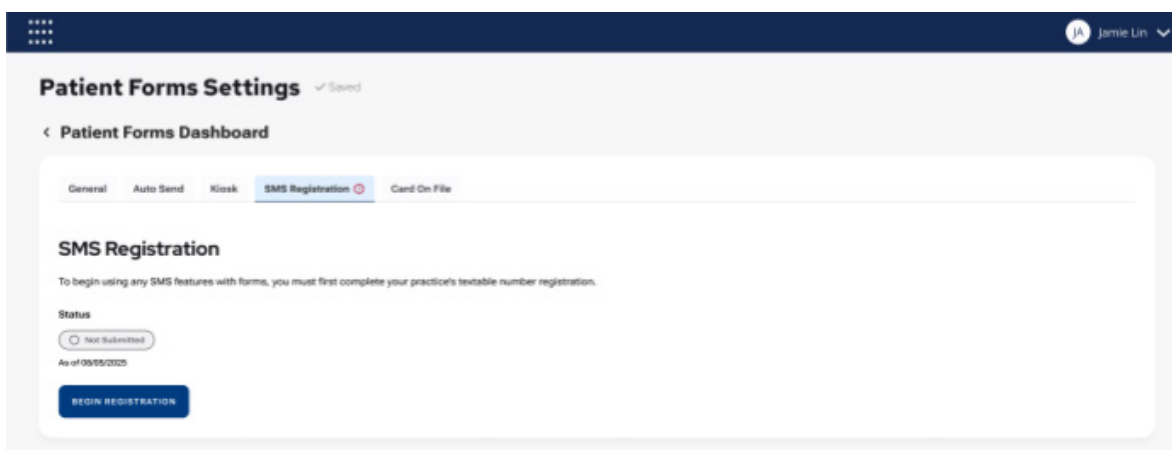 JA Jamie Lin
Patient Forms Settings ✓ Saved
< Patient Forms Dashboard
General Auto Send Kiosk SMS Registration Card On File
SMS Registration
To begin using any SMS features with forms, you must first complete your practice's textable number registration.
Status
Not Submitted
As of 08/05/2025
BEGIN REGISTRATION